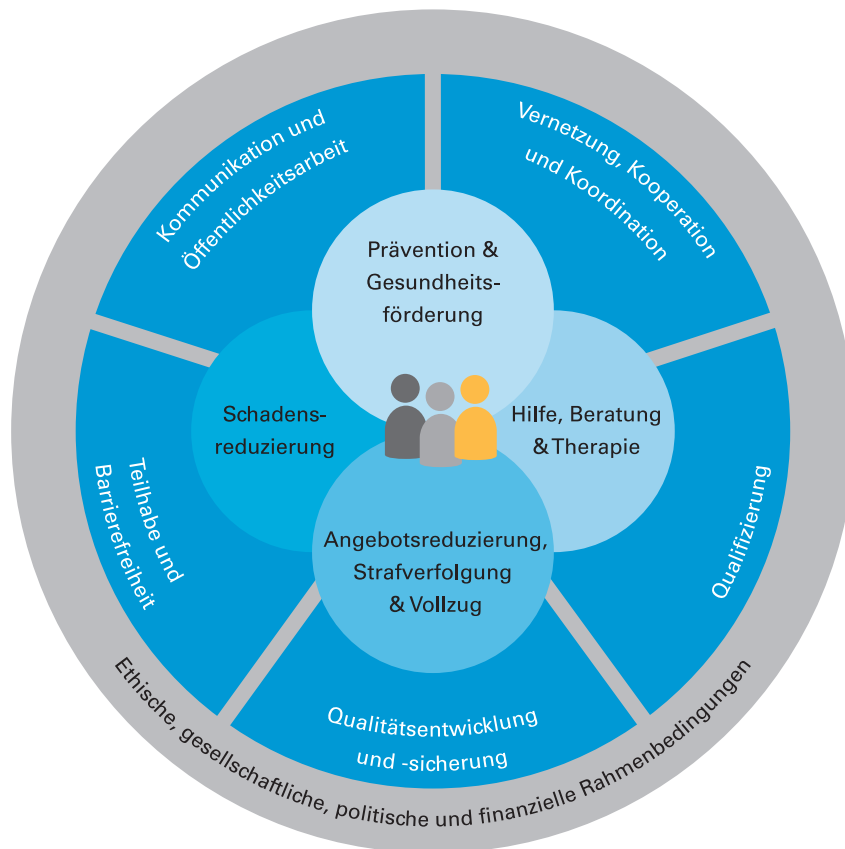 Kommunikation und
Öffentlichkeitsarbeit
Vernetzung, Kooperation
und Koordination
Prävention &
Gesundheits-
förderung
Schadens-
reduzierung
Hilfe, Beratung
& Therapie
Angebotsreduzierung,
Strafverfolgung
& Vollzug
Teilhabe und
Barrierefreiheit
Qualifizierung
Qualitätsentwicklung
und -sicherung
Ethische, gesellschaftliche, politische und finanzielle Rahmenbedingungen